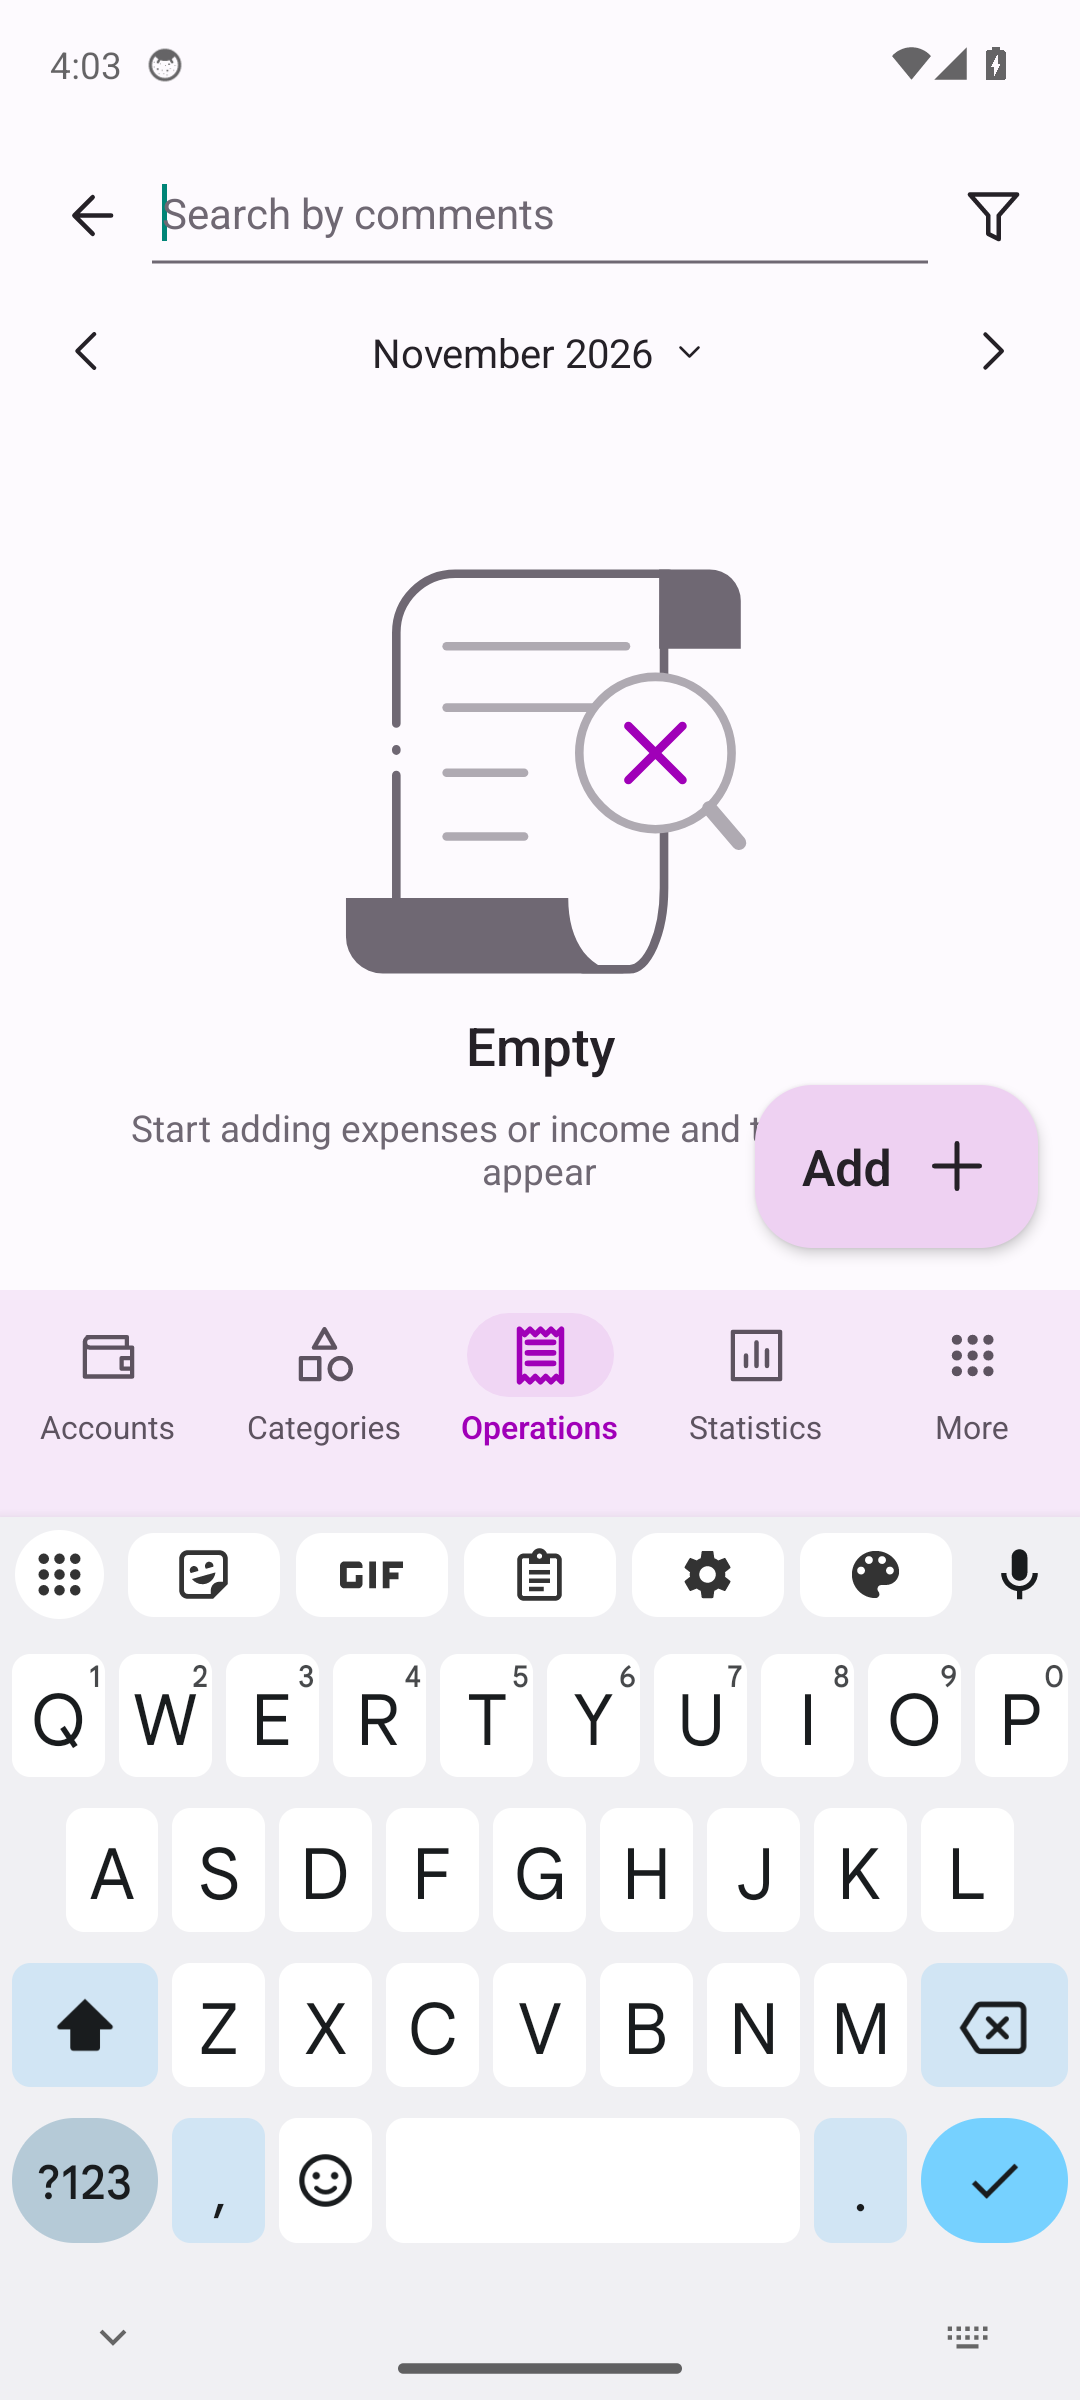 4:03
Search by comments
November 2026
Empty
Start adding expenses or income and
appear
Add
Accounts Categories Operations Statistics More
GIF
Q 1 W 2 E 3 R 4 T 5 Y 6 U 7 I 8 O 9 P 0
A S D F G H J K L
Z X C V B N M
?123 , .